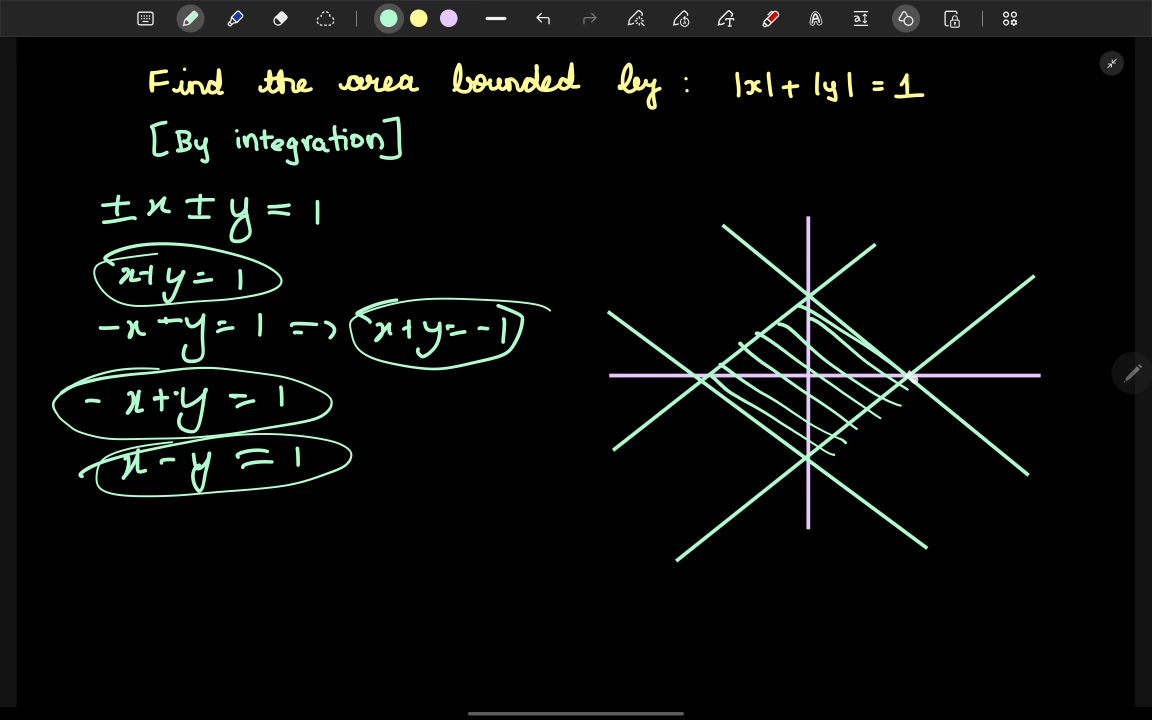 Find the area bounded by : |x| + |y| = 1
[By integration]
± x ± y = 1
x + y = 1
- x - y = 1 => x + y = - 1
- x + y = 1
x - y = 1